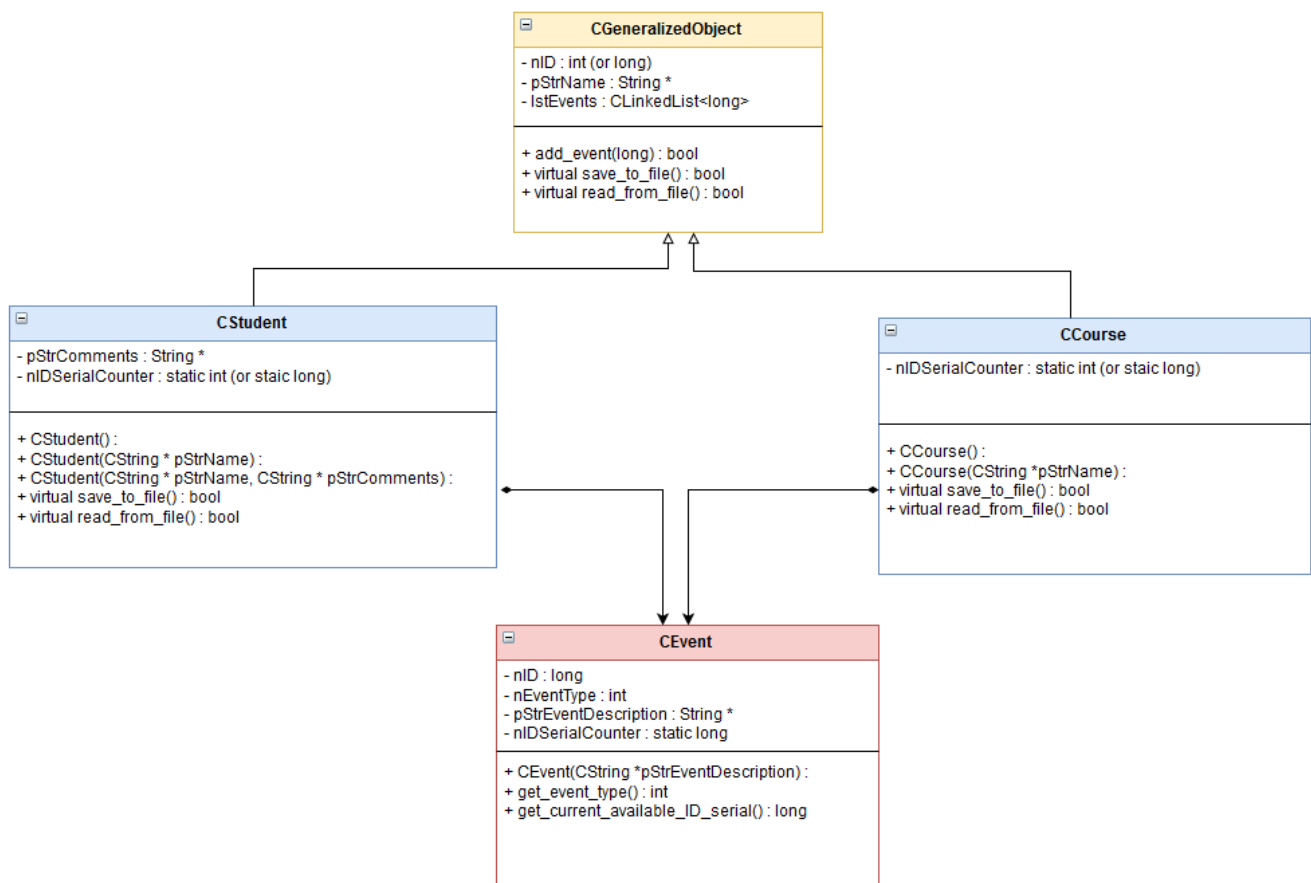 CGeneralizedObject
- nID : int (or long)
- pStrName : String *
- lstEvents : CLinkedList<long>
+ add_event(long) : bool
+ virtual save_to_file() : bool
+ virtual read_from_file() : bool
CStudent
- pStrComments : String *
- nIDSerialCounter : static int (or staic long)
+ CStudent() :
+ CStudent(CString * pStrName) :
+ CStudent(CString * pStrName, CString * pStrComments) :
+ virtual save_to_file() : bool
+ virtual read_from_file() : bool
CCourse
- nIDSerialCounter : static int (or staic long)
+ CCourse() :
+ CCourse(CString *pStrName) :
+ virtual save_to_file() : bool
+ virtual read_from_file() : bool
CEvent
- nID : long
- nEventType : int
- pStrEventDescription : String *
- nIDSerialCounter : static long
+ CEvent(CString *pStrEventDescription) :
+ get_event_type() : int
+ get_current_available_ID_serial() : long